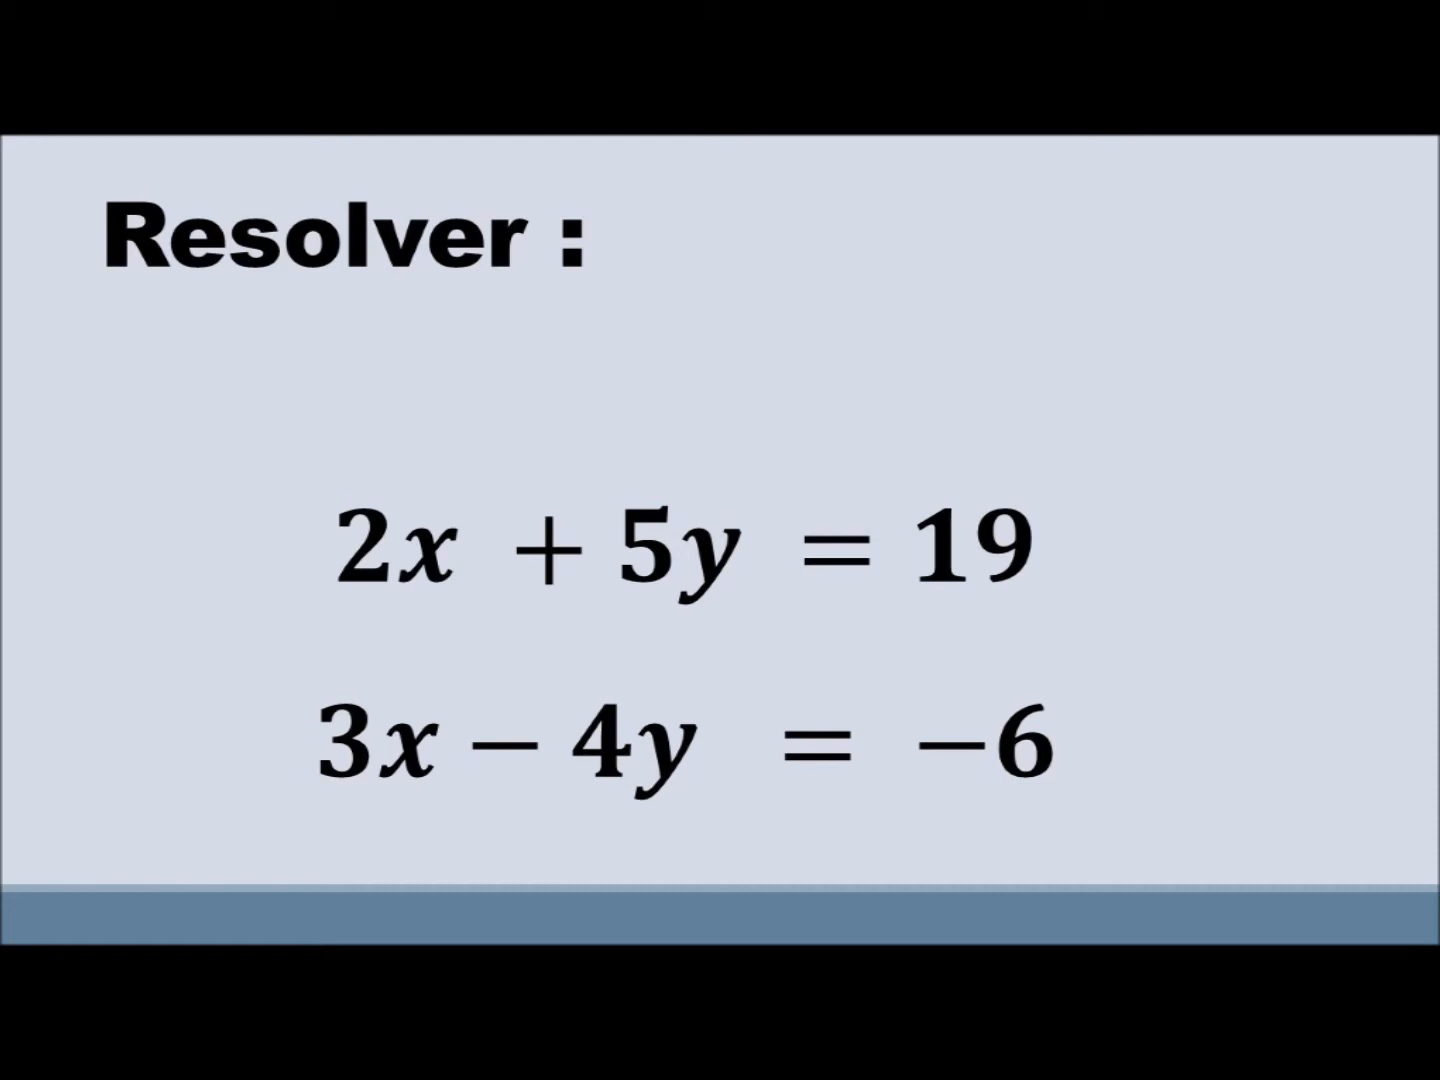 Resolver :
2x + 5y = 19
3x − 4y = −6